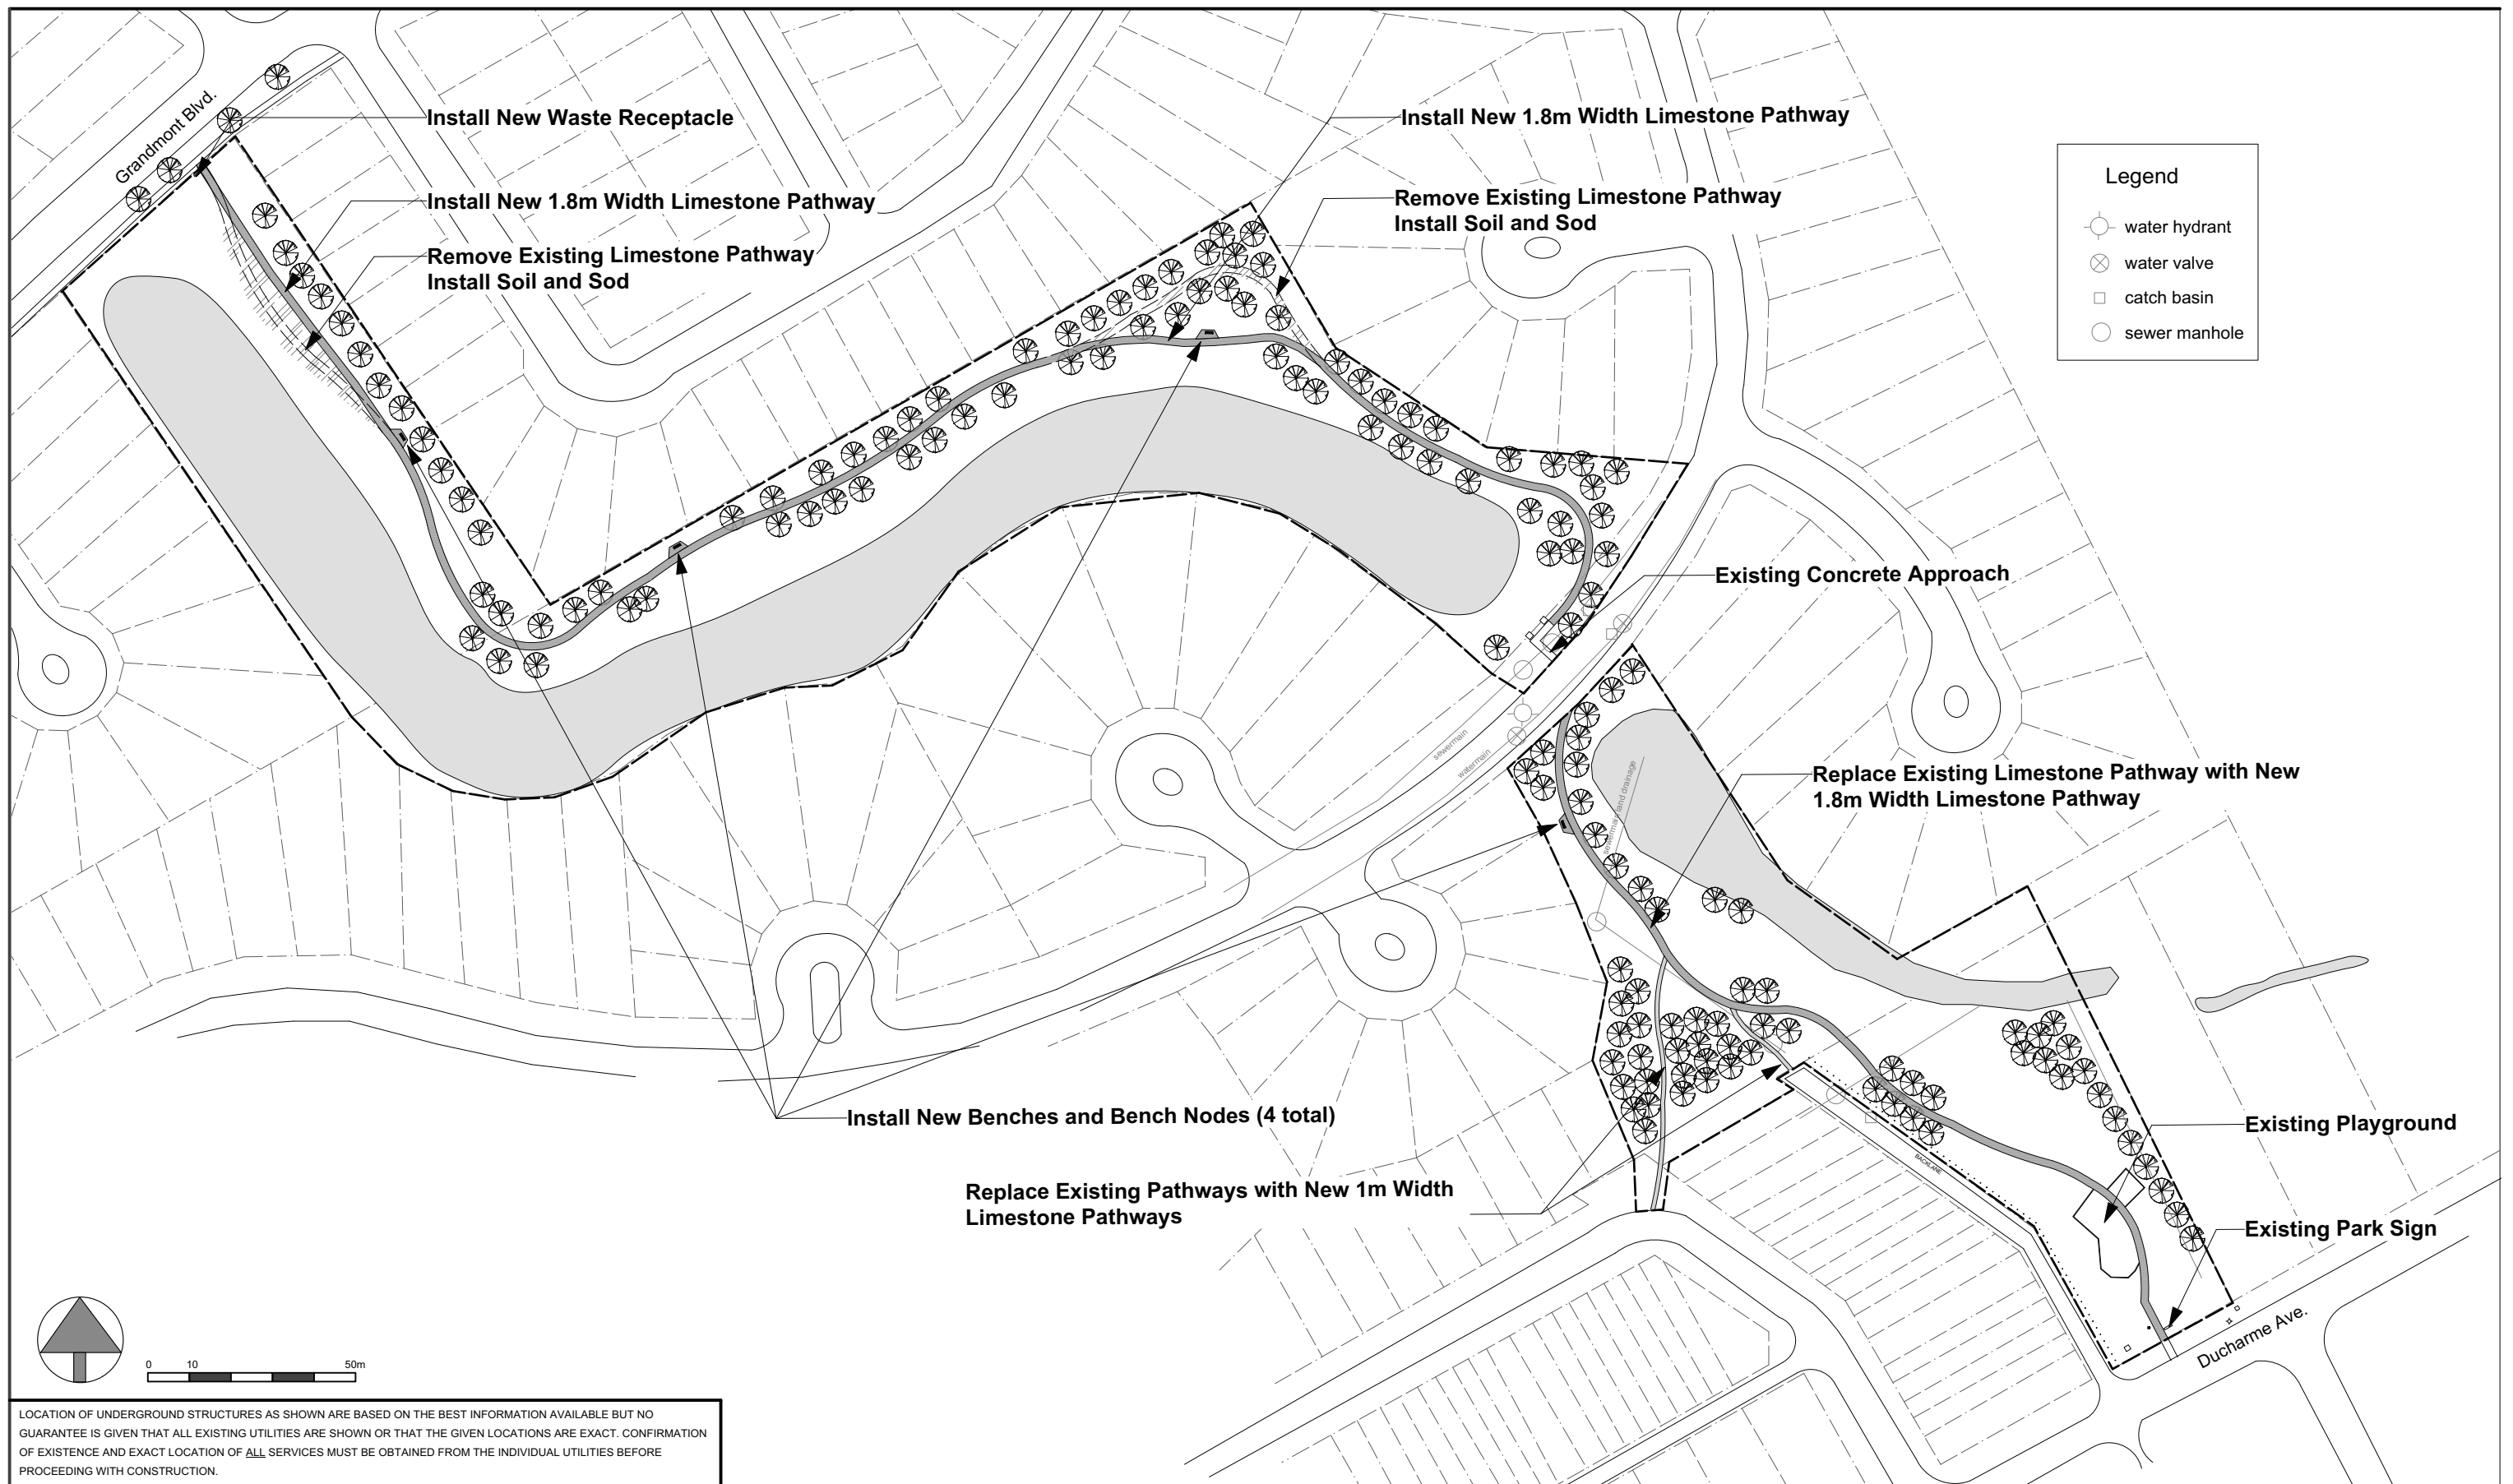 Grandmont Blvd.
Install New Waste Receptacle
Install New 1.8m Width Limestone Pathway
Remove Existing Limestone Pathway
Install Soil and Sod
Install New 1.8m Width Limestone Pathway
Remove Existing Limestone Pathway
Install Soil and Sod
Legend
water hydrant
water valve
catch basin
sewer manhole
Existing Concrete Approach
sewermain
watermain
sewermain land drainage
Replace Existing Limestone Pathway with New
1.8m Width Limestone Pathway
Install New Benches and Bench Nodes (4 total)
Replace Existing Pathways with New 1m Width
Limestone Pathways
BACKLANE
Existing Playground
Existing Park Sign
Ducharme Ave.
0 10 50m
LOCATION OF UNDERGROUND STRUCTURES AS SHOWN ARE BASED ON THE BEST INFORMATION AVAILABLE BUT NO
GUARANTEE IS GIVEN THAT ALL EXISTING UTILITIES ARE SHOWN OR THAT THE GIVEN LOCATIONS ARE EXACT. CONFIRMATION
OF EXISTENCE AND EXACT LOCATION OF ALL SERVICES MUST BE OBTAINED FROM THE INDIVIDUAL UTILITIES BEFORE
PROCEEDING WITH CONSTRUCTION.